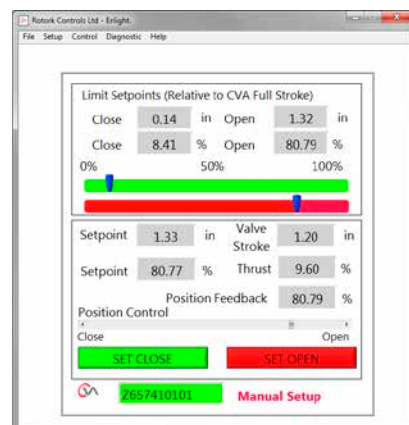 Rotork Controls Ltd - Enlight.
File Setup Control Diagnostic Help
Limit Setpoints (Relative to CVA Full Stroke)
Close 0.14 in Open 1.32 in
Close 8.41 % Open 80.79 %
0% 50% 100%
Setpoint 1.33 in Valve Stroke 1.20 in
Setpoint 80.77 % Thrust 9.60 %
Position Feedback 80.79 %
Position Control
Close Open
SET CLOSE SET OPEN
CVA Z657410101 Manual Setup